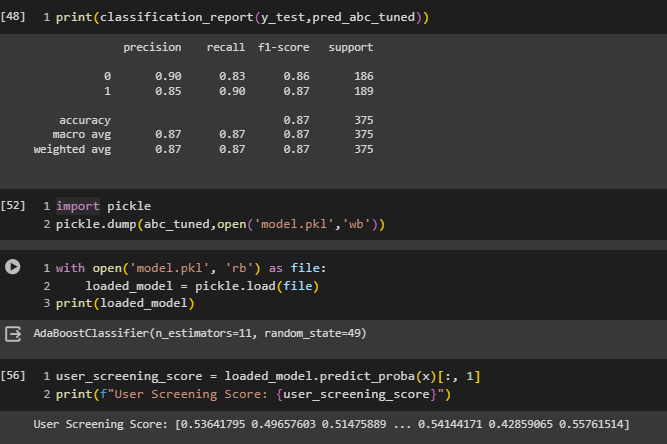 [48] 1 print(classification_report(y_test,pred_abc_tuned))
precision recall f1-score support
0 0.90 0.83 0.86 186
1 0.85 0.90 0.87 189
accuracy 0.87 375
macro avg 0.87 0.87 0.87 375
weighted avg 0.87 0.87 0.87 375
[52] 1 import pickle
2 pickle.dump(abc_tuned,open('model.pkl','wb'))
1 with open('model.pkl', 'rb') as file:
2     loaded_model = pickle.load(file)
3 print(loaded_model)
AdaBoostClassifier(n_estimators=11, random_state=49)
[56] 1 user_screening_score = loaded_model.predict_proba(x)[:, 1]
2 print(f"User Screening Score: {user_screening_score}")
User Screening Score: [0.53641795 0.49657603 0.51475889 ... 0.54144171 0.42859065 0.55761514]